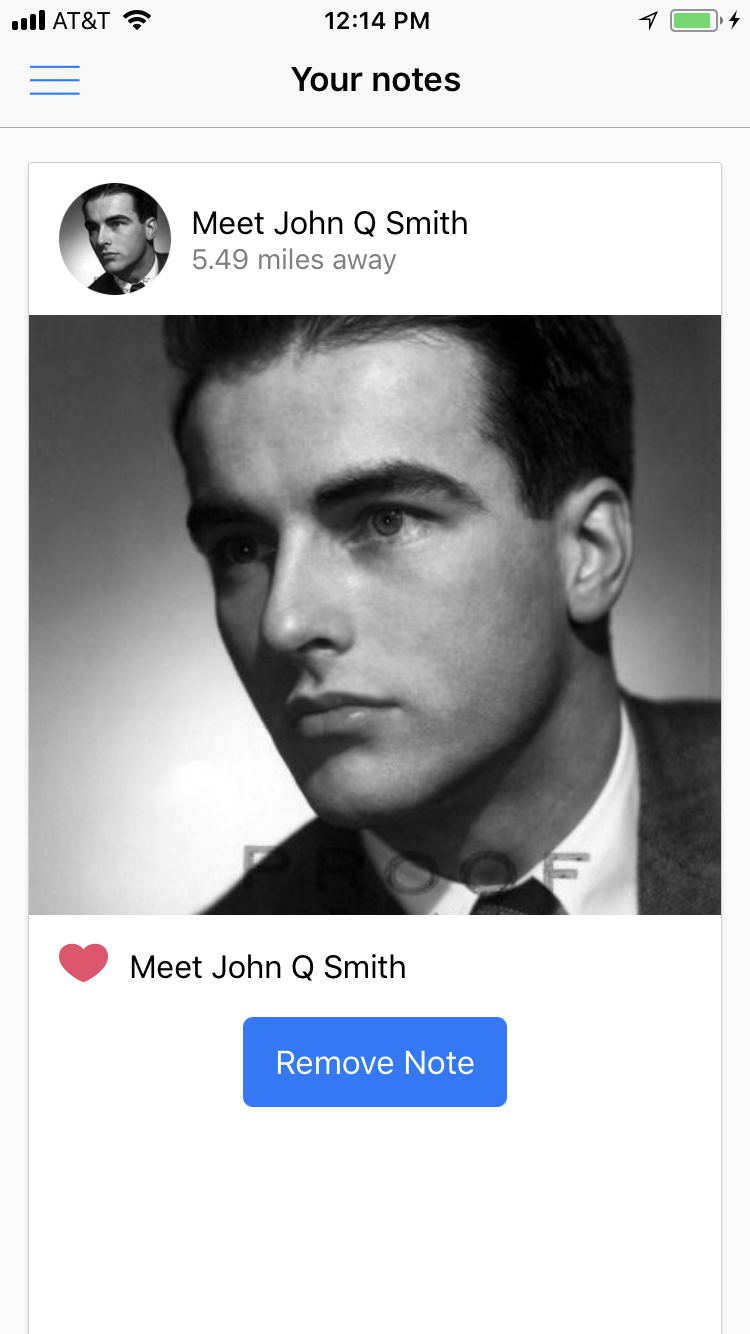 AT&T 12:14 PM
Your notes
Meet John Q Smith
5.49 miles away
PROOF
Meet John Q Smith
Remove Note